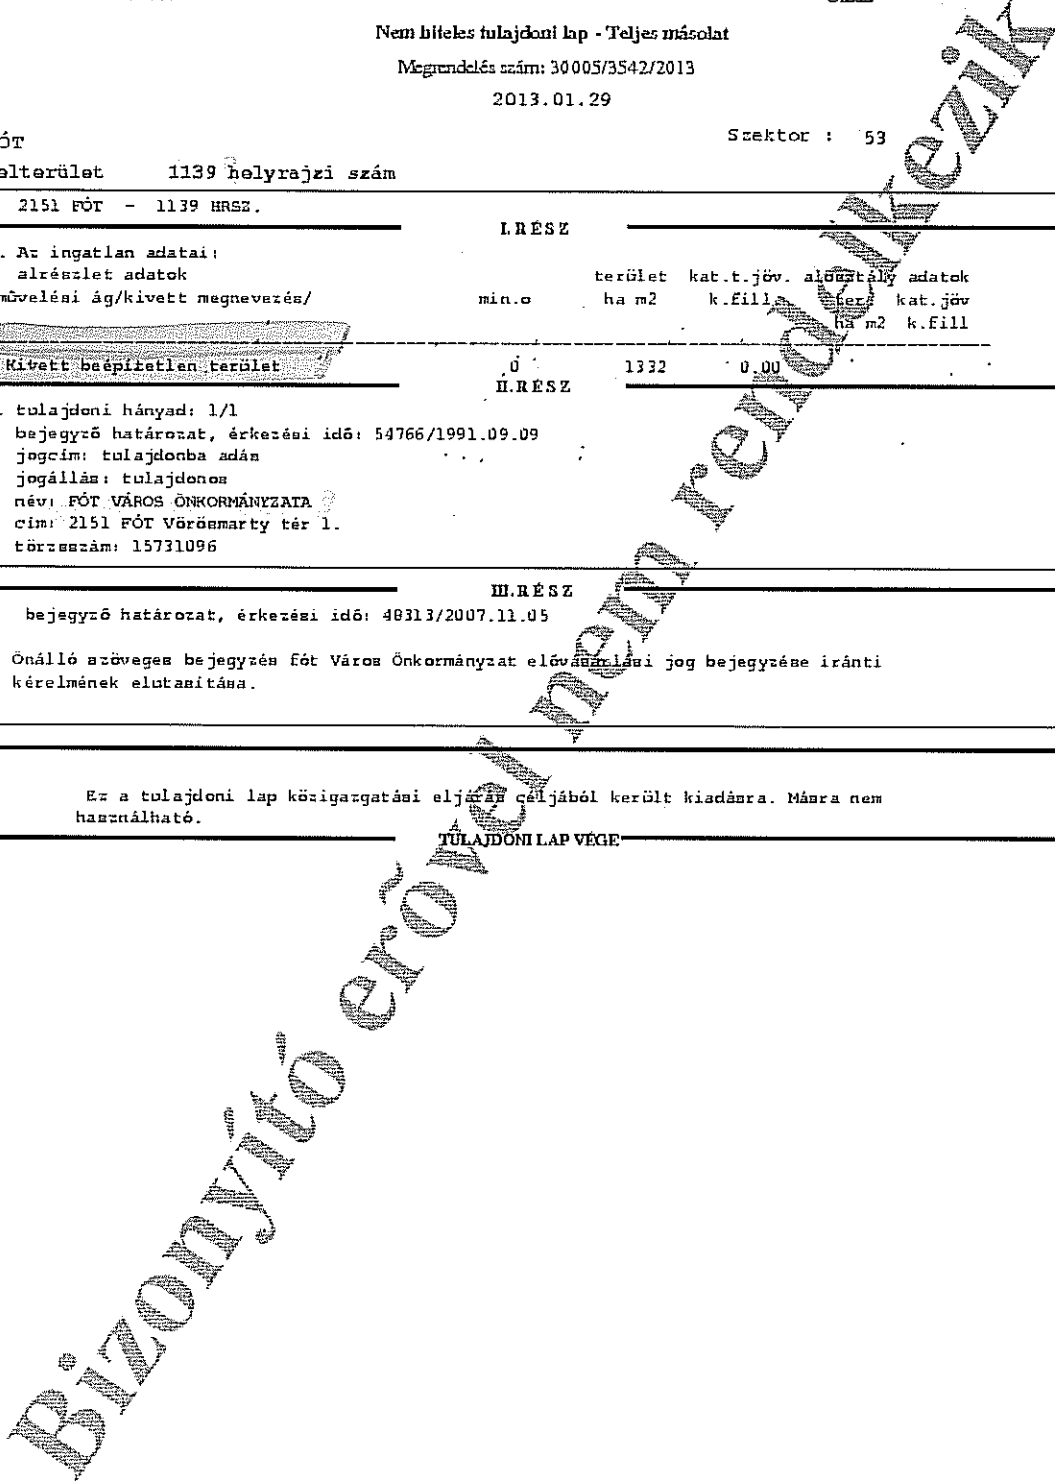 Nem hiteles tulajdoni lap - Teljes másolat
Megrendelés szám: 30005/3542/2013
2013.01.29
ÓT
Szektor : 53
elterület 1139 helyrajzi szám
2151 FÓT - 1139 HRSZ.
I.RÉSZ
. Az ingatlan adatai:
alrészlet adatok terület kat.t.jöv. alosztály adatok
művelési ág/kivett megnevezés/ min.o ha m2 k.fill ter. kat.jöv
ha m2 k.fill
Kivett beépítetlen terület 0 1332 0.00
II.RÉSZ
. tulajdoni hányad: 1/1
bejegyző határozat, érkezési idő: 54766/1991.09.09
jogcím: tulajdonba adás
jogállás: tulajdonos
név: FÓT VÁROS ÖNKORMÁNYZATA
cím: 2151 FÓT Vörösmarty tér 1.
törzsszám: 15731096
III.RÉSZ
bejegyző határozat, érkezési idő: 48313/2007.11.05
Önálló szöveges bejegyzés fót Város Önkormányzat elővásárlási jog bejegyzése iránti
kérelmének elutasítása.
Ez a tulajdoni lap közigazgatási eljárás céljából került kiadásra. Másra nem
használható.
TULAJDONI LAP VÉGE
Bizonyító erővel nem rendelkezik